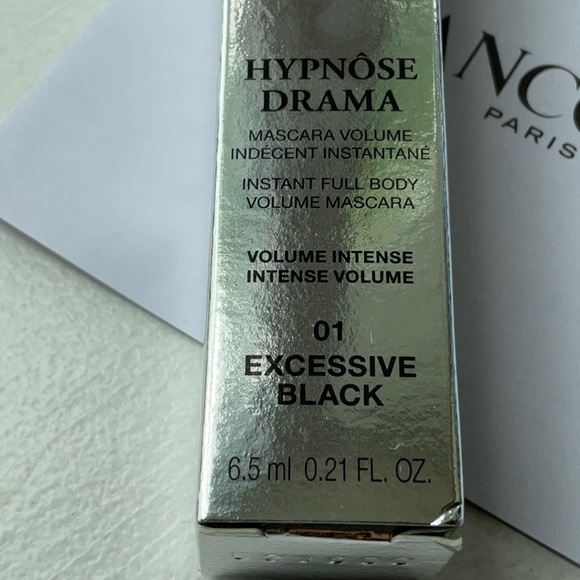 HYPNÔSE
DRAMA
MASCARA VOLUME
INDÉCENT INSTANTANÉ
INSTANT FULL BODY
VOLUME MASCARA
VOLUME INTENSE
INTENSE VOLUME
01
EXCESSIVE
BLACK
6.5 ml 0.21 FL. OZ.
PARIS